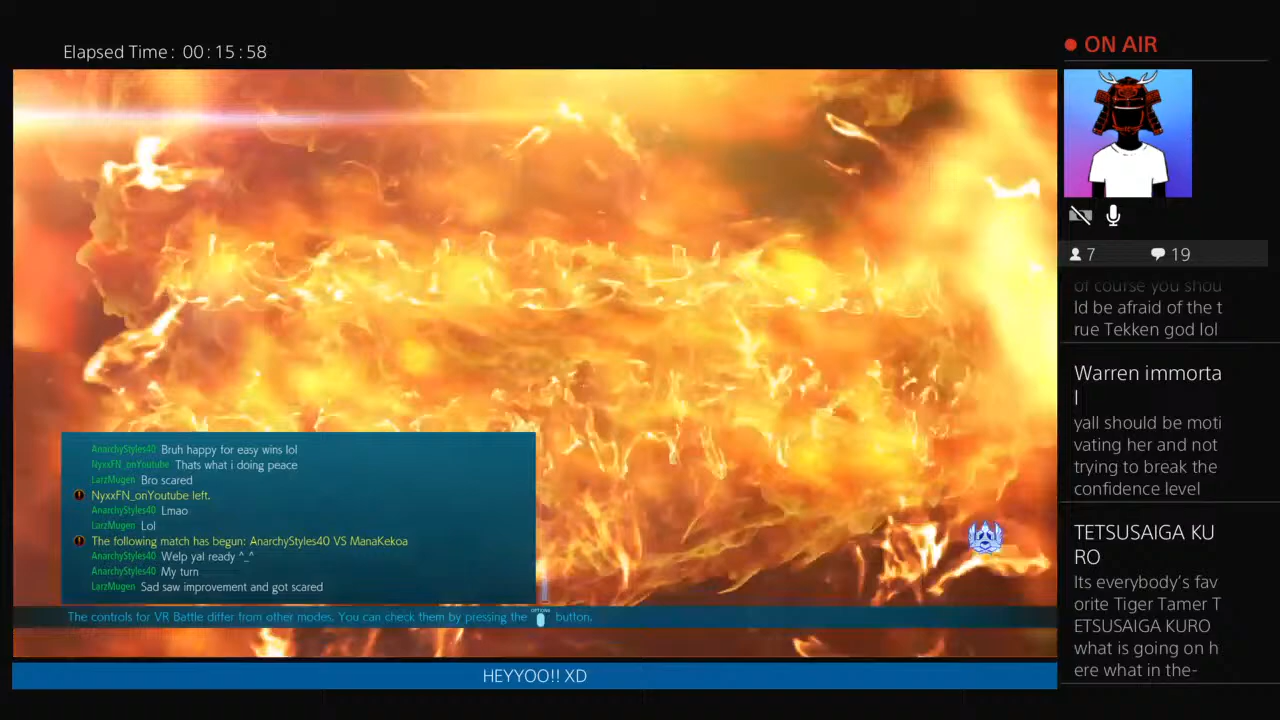 Elapsed Time: 00:15:58
ON AIR
7 19
of course you shou
ld be afraid of the t
rue Tekken god lol
Warren immorta
l
yall should be moti
vating her and not
trying to break the
confidence level
TETSUSAIGA KU
RO
Its everybody's fav
orite Tiger Tamer T
ETSUSAIGA KURO
what is going on h
ere what in the-
AnarchyStyles40 Bruh happy for easy wins lol
NyxxFN_onYoutube Thats what i doing peace
LarzMugen Bro scared
NyxxFN_onYoutube left.
AnarchyStyles40 Lmao
LarzMugen Lol
The following match has begun: AnarchyStyles40 VS ManaKekoa
AnarchyStyles40 Welp yal ready ^_^
AnarchyStyles40 My turn
LarzMugen Sad saw improvement and got scared
The controls for VR Battle differ from other modes. You can check them by pressing the OPTIONS button.
HEYYOO!! XD